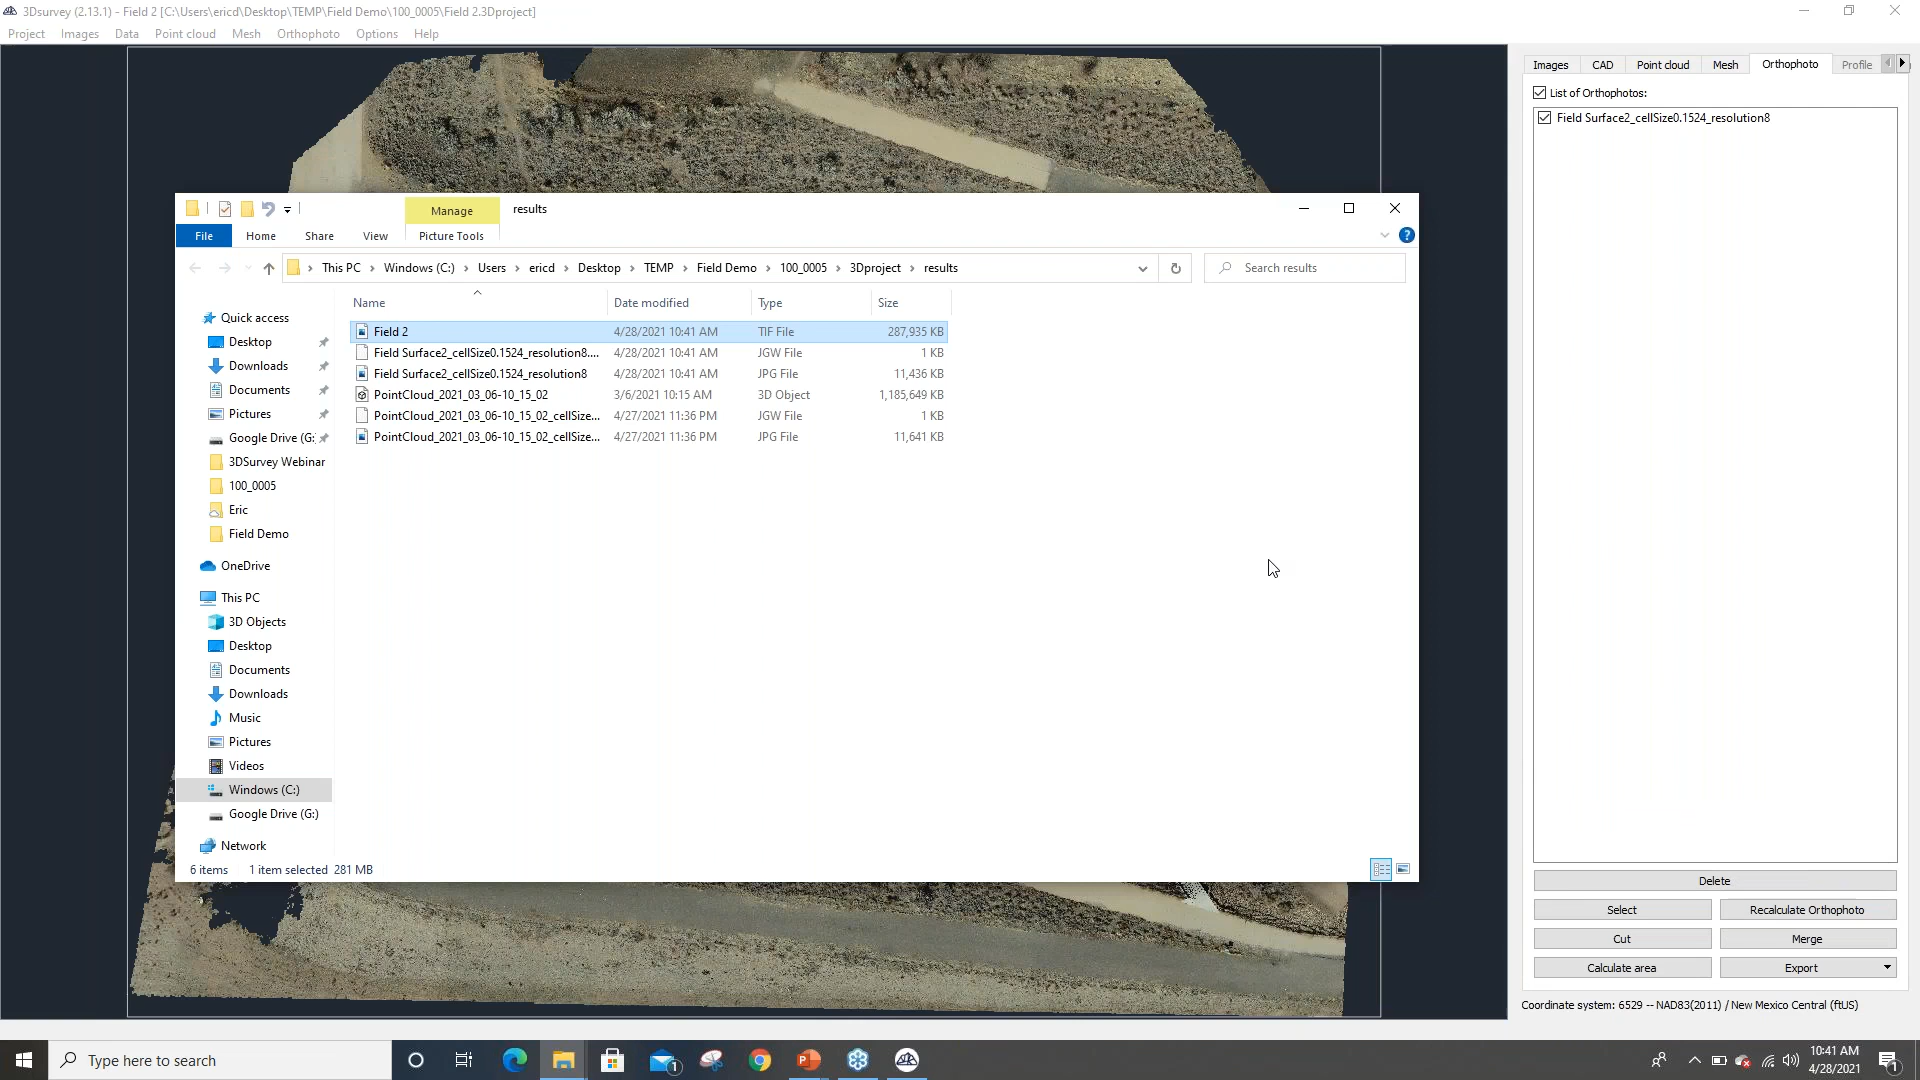 3Dsurvey (2.13.1) - Field 2 [C:\Users\ericd\Desktop\TEMP\Field Demo\100_0005\Field 2.3Dproject]
Project Images Data Point cloud Mesh Orthophoto Options Help
Images CAD Point cloud Mesh Orthophoto Profile
List of Orthophotos:
Field Surface2_cellSize0.1524_resolution8
Manage results
File Home Share View Picture Tools
This PC Windows (C:) Users ericd Desktop TEMP Field Demo 100_0005 3Dproject results Search results
Name Date modified Type Size
Field 2 4/28/2021 10:41 AM TIF File 287,935 KB
Field Surface2_cellSize0.1524_resolution8.... 4/28/2021 10:41 AM JGW File 1 KB
Field Surface2_cellSize0.1524_resolution8 4/28/2021 10:41 AM JPG File 11,436 KB
PointCloud_2021_03_06-10_15_02 3/6/2021 10:15 AM 3D Object 1,185,649 KB
PointCloud_2021_03_06-10_15_02_cellSize... 4/27/2021 11:36 PM JGW File 1 KB
PointCloud_2021_03_06-10_15_02_cellSize... 4/27/2021 11:36 PM JPG File 11,641 KB
Quick access
Desktop
Downloads
Documents
Pictures
Google Drive (G:
3DSurvey Webinar
100_0005
Eric
Field Demo
OneDrive
This PC
3D Objects
Desktop
Documents
Downloads
Music
Pictures
Videos
Windows (C:)
Google Drive (G:)
Network
6 items 1 item selected 281 MB
Delete
Select Recalculate Orthophoto
Cut Merge
Calculate area Export
Coordinate system: 6529 -- NAD83(2011) / New Mexico Central (ftUS)
Type here to search
1
10:41 AM
4/28/2021
1